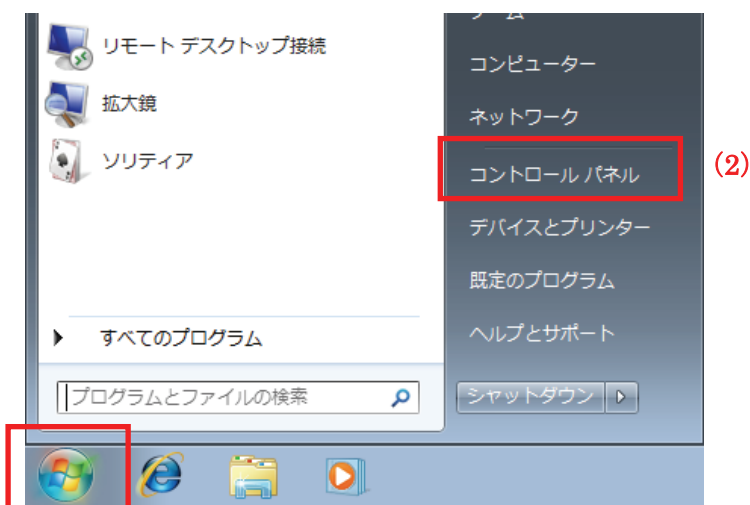 リモート デスクトップ接続
拡大鏡
ソリティア
すべてのプログラム
プログラムとファイルの検索
コンピューター
ネットワーク
コントロール パネル
(2)
デバイスとプリンター
既定のプログラム
ヘルプとサポート
シャットダウン